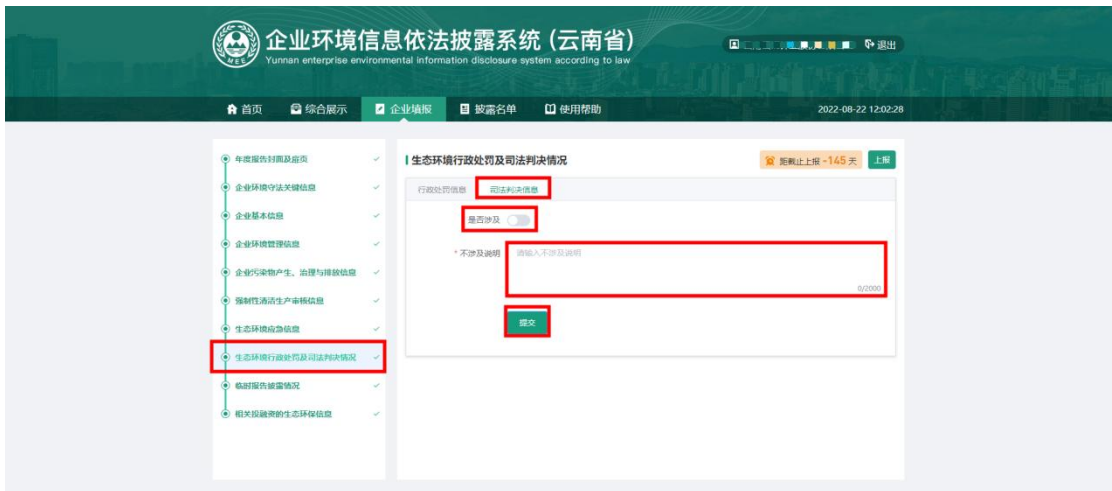 企业环境信息依法披露系统 (云南省)
Yunnan enterprise environmental information disclosure system according to law
MEE
退出
首页 综合展示 企业填报 披露名单 使用帮助 2022-08-22 12:02:28
年度报告封面及扉页
企业环境守法关键信息
企业基本信息
企业环境管理信息
企业污染物产生、治理与排放信息
强制性清洁生产审核信息
生态环境应急信息
生态环境行政处罚及司法判决情况
临时报告披露情况
相关投融资的生态环保信息
生态环境行政处罚及司法判决情况 距截止上报 -145 天 上报
行政处罚信息 司法判决信息
是否涉及
* 不涉及说明 请输入不涉及说明
0/2000
提交